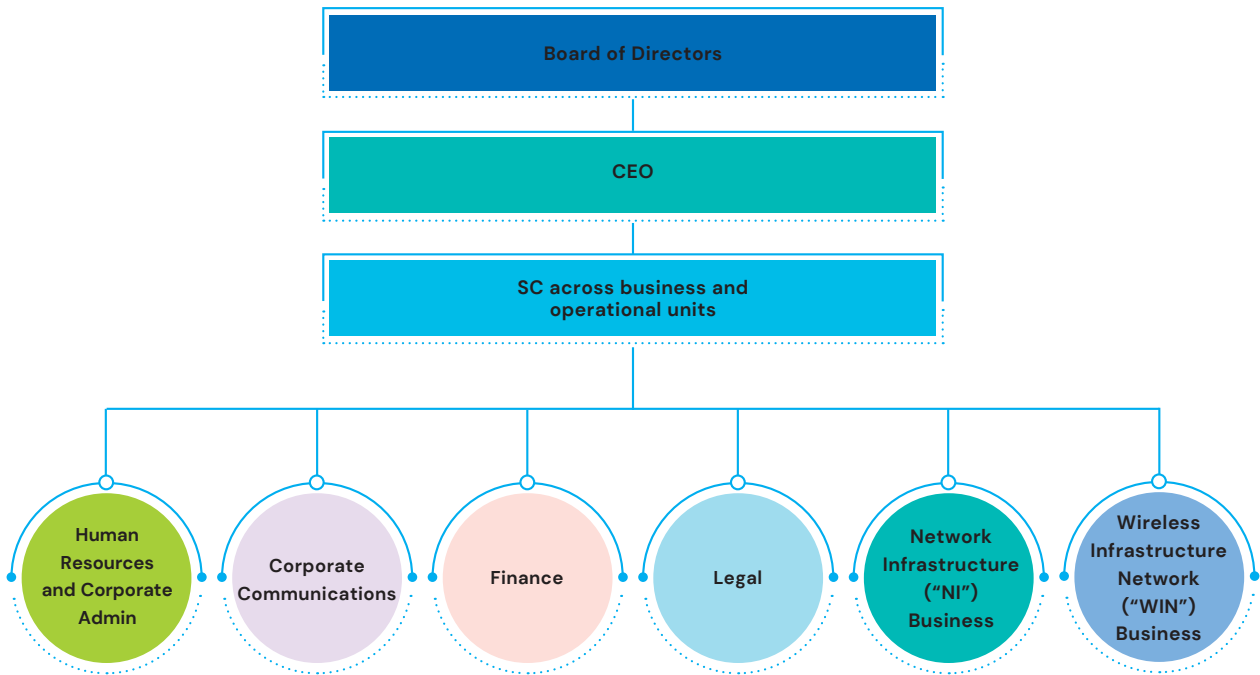 Board of Directors
CEO
SC across business and
operational units
Human
Resources
and Corporate
Admin
Corporate
Communications
Finance
Legal
Network
Infrastructure
(“NI”)
Business
Wireless
Infrastructure
Network
(“WIN”)
Business